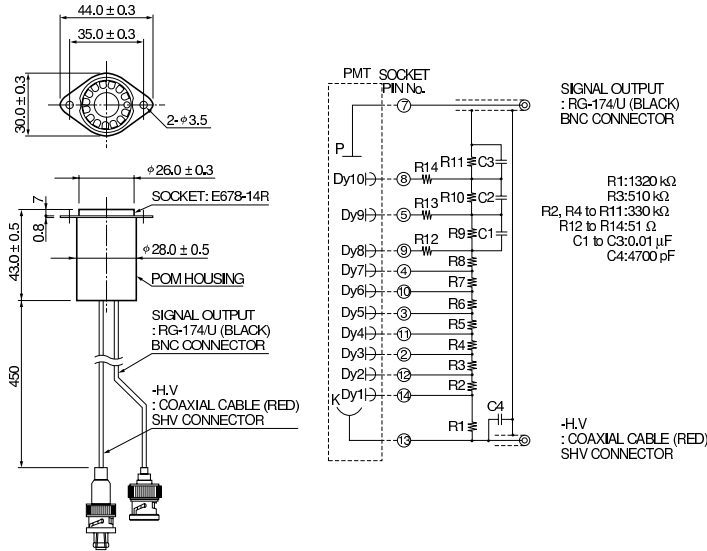 44.0 ± 0.3
35.0 ± 0.3
30.0 ± 0.3
2-φ3.5
φ26.0 ± 0.3
7
SOCKET: E678-14R
0.8
43.0 ± 0.5
φ28.0 ± 0.5
POM HOUSING
SIGNAL OUTPUT
: RG-174/U (BLACK)
BNC CONNECTOR
450
-H.V
: COAXIAL CABLE (RED)
SHV CONNECTOR
PMT
SOCKET
PIN No.
7
P
SIGNAL OUTPUT
: RG-174/U (BLACK)
BNC CONNECTOR
Dy10
8
R14
R11
C3
Dy9
5
R13
R10
C2
Dy8
9
R12
R9
C1
Dy7
4
R8
Dy6
10
R7
Dy5
3
R6
Dy4
11
R5
Dy3
2
R4
Dy2
12
R3
Dy1
14
R2
K
13
R1
C4
R1:1320 kΩ
R3:510 kΩ
R2, R4 to R11:330 kΩ
R12 to R14:51 Ω
C1 to C3:0.01 µF
C4:4700 pF
-H.V
: COAXIAL CABLE (RED)
SHV CONNECTOR